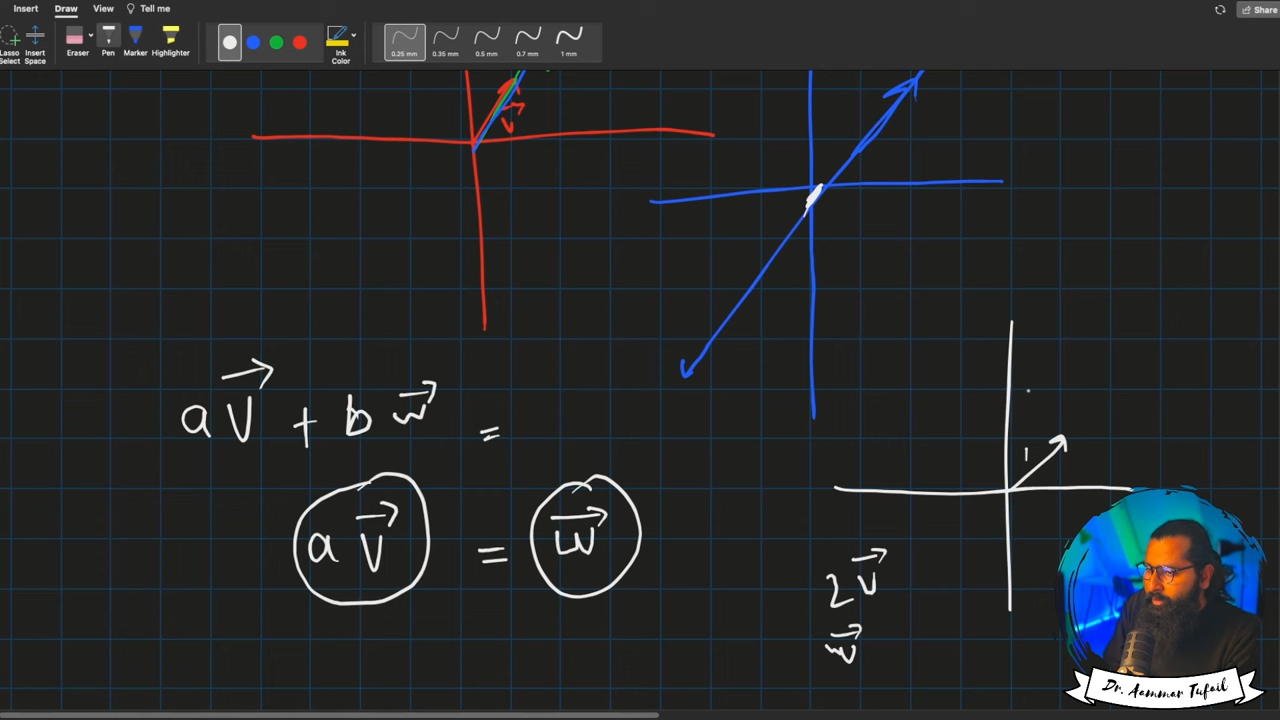 Insert Draw View Tell me Share
Lasso Select
Insert Space
Eraser
Pen
Marker
Highlighter
Ink Color
0.25 mm 0.35 mm 0.5 mm 0.7 mm 1 mm
v
a v + b w =
a v = w
2 v
w
Dr. Aammar Tufail